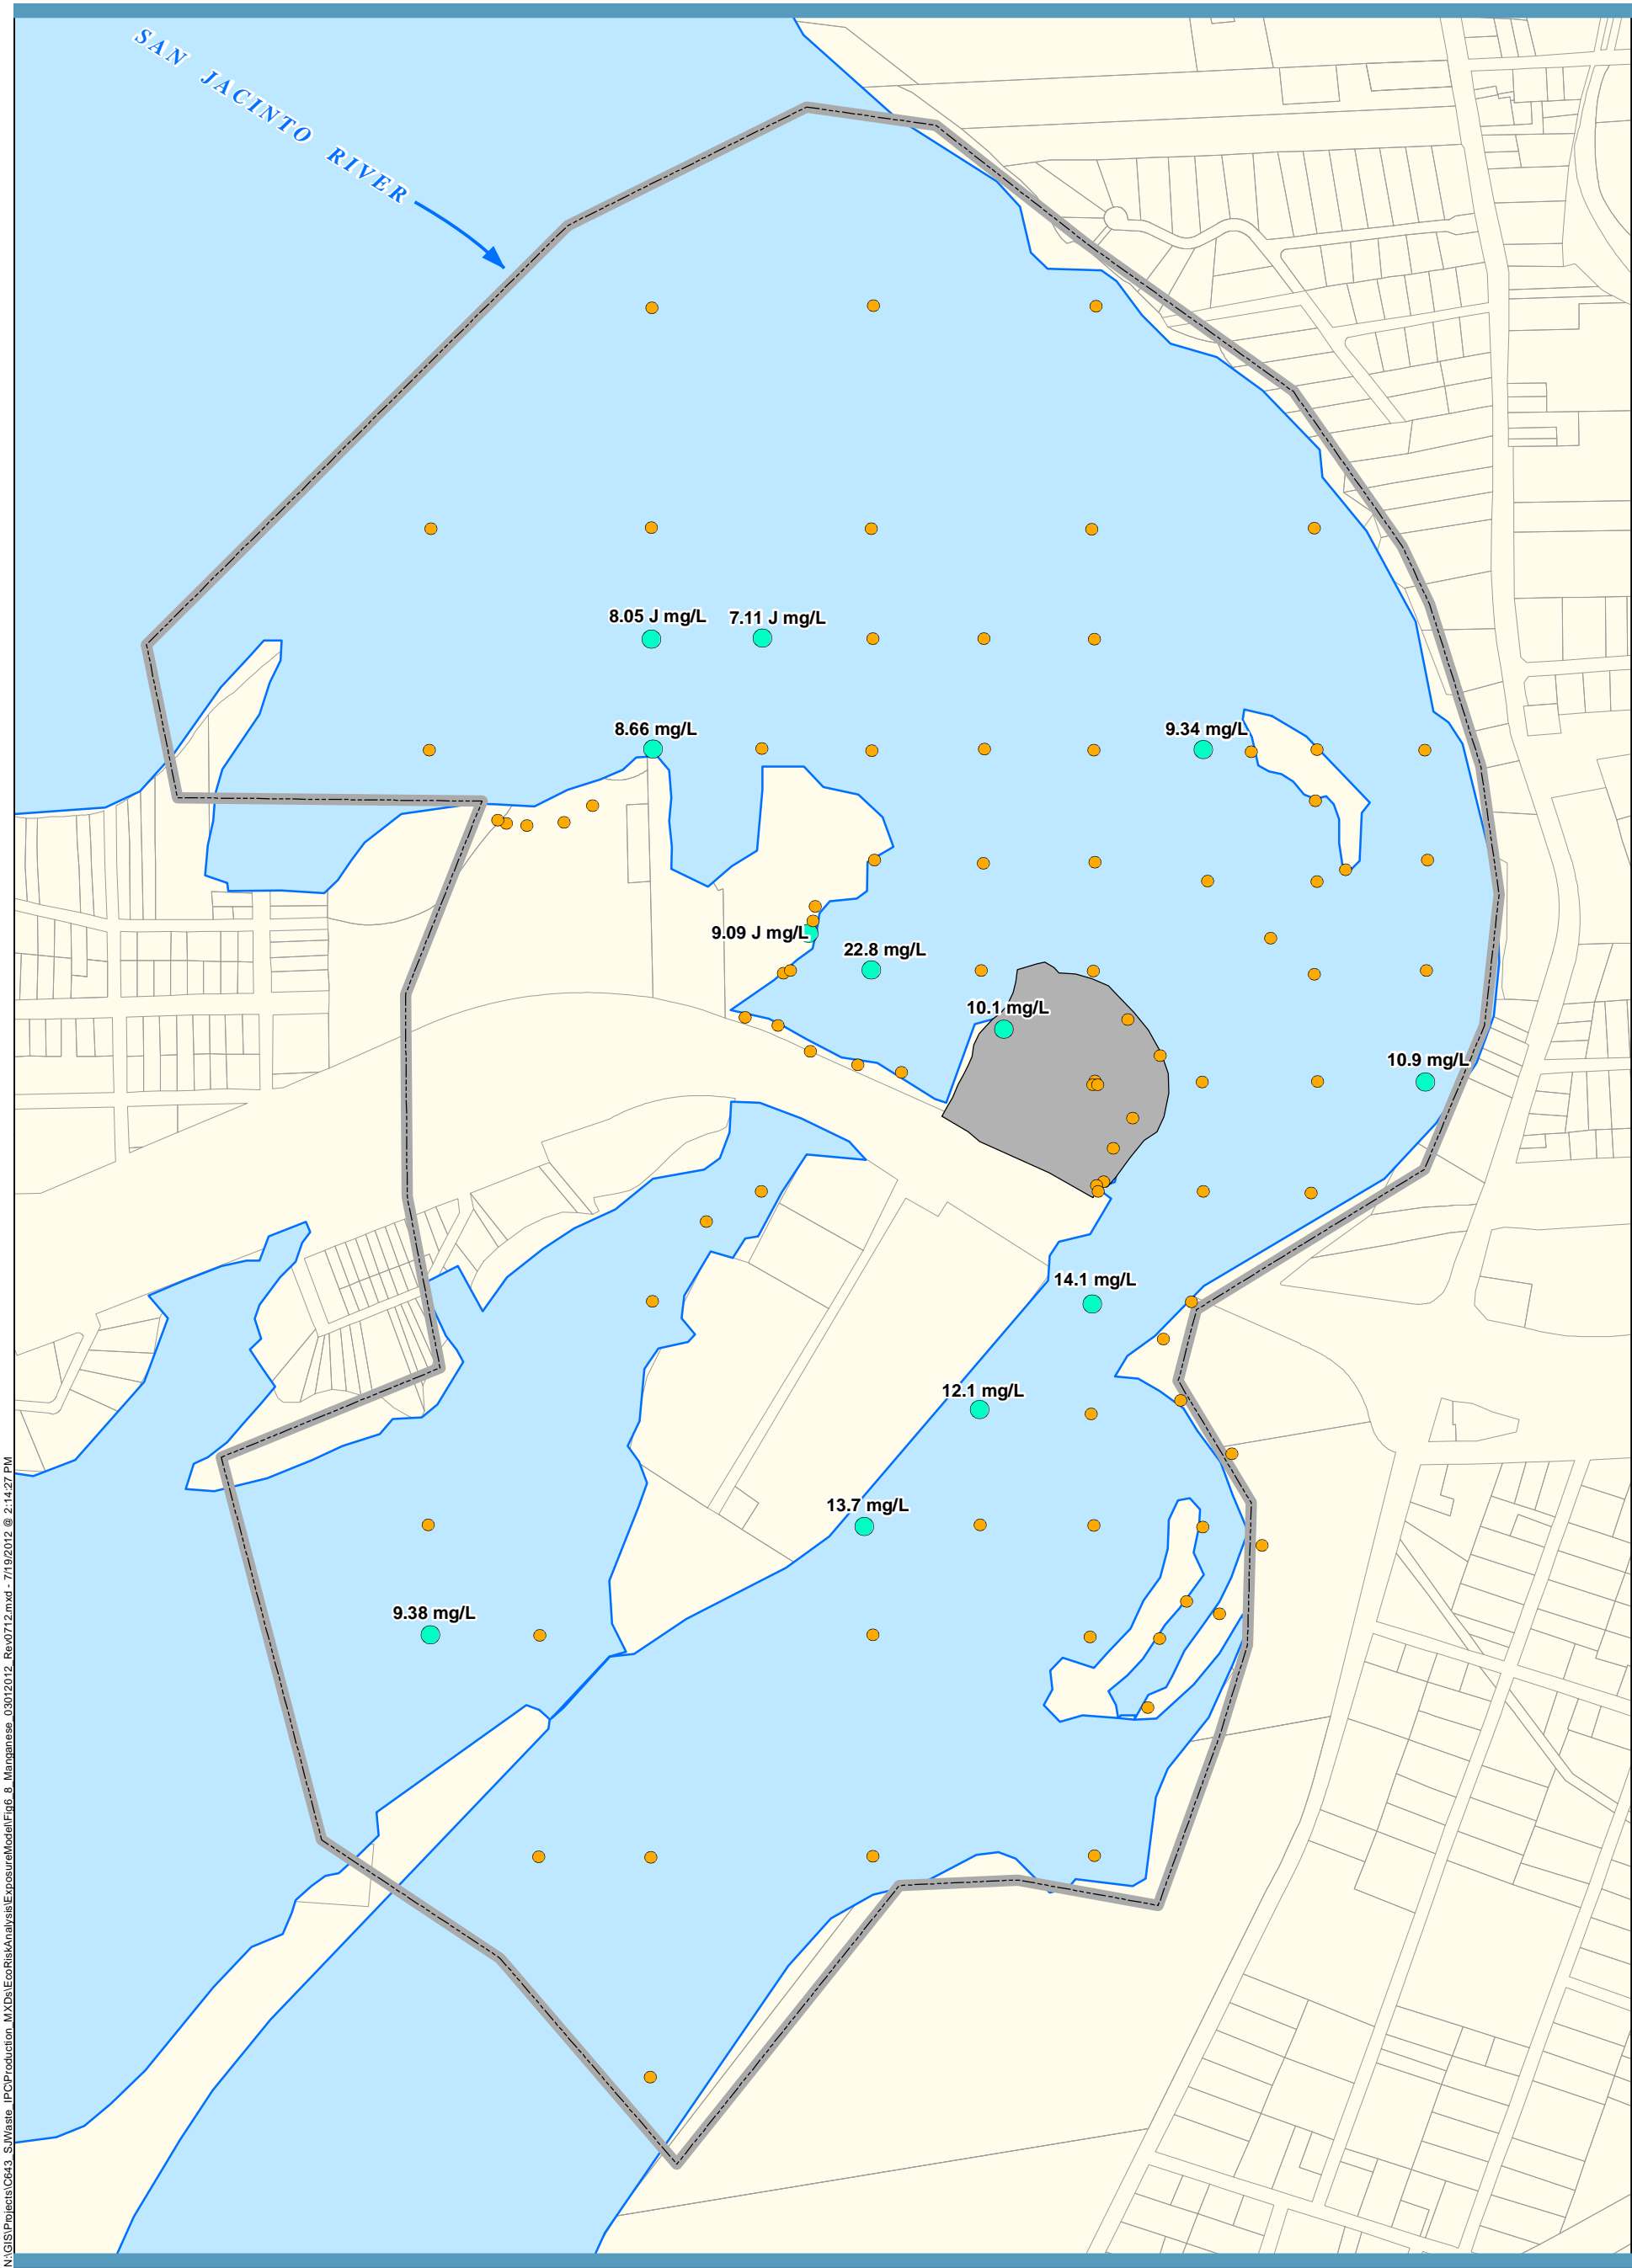 SAN JACINTO RIVER
8.05 J mg/L
7.11 J mg/L
8.66 mg/L
9.34 mg/L
9.09 J mg/L
22.8 mg/L
10.1 mg/L
10.9 mg/L
14.1 mg/L
12.1 mg/L
13.7 mg/L
9.38 mg/L
N:\GIS\Projects\C643_SJWaste_IPC\Production_MXDs\EcoRiskAnalysis\ExposureModel\Fig6_8_Manganese_03012012_Rev0712.mxd - 7/19/2012 @ 2:14:27 PM